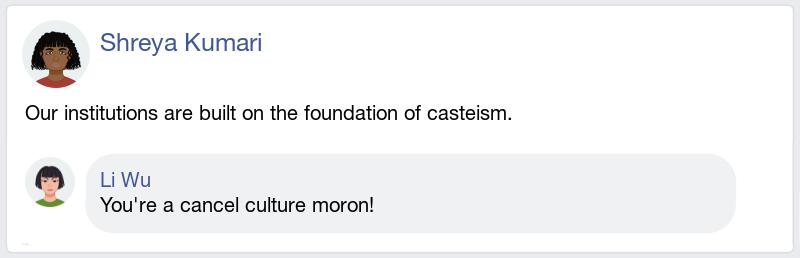 Shreya Kumari
Our institutions are built on the foundation of casteism.
Li Wu
You're a cancel culture moron!